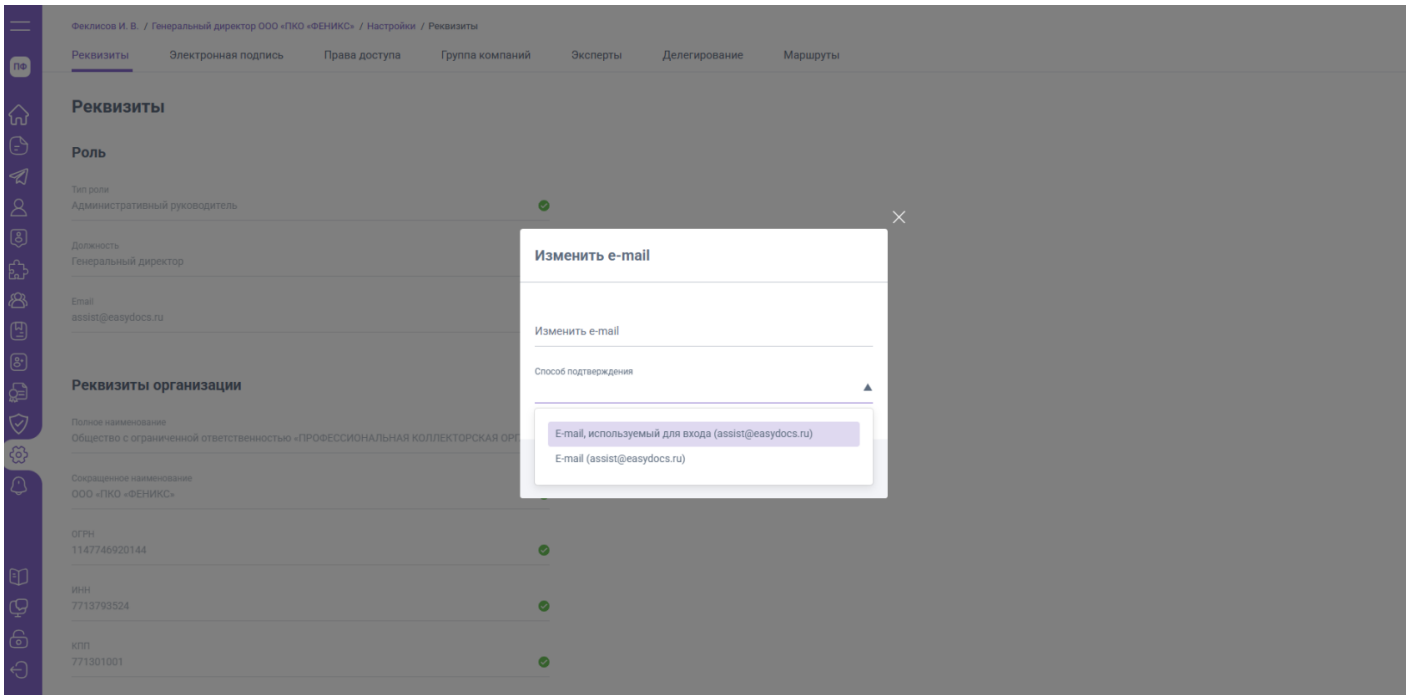 Феклисов И. В. / Генеральный директор ООО «ПКО «ФЕНИКС» / Настройки / Реквизиты
Реквизиты Электронная подпись Права доступа Группа компаний Эксперты Делегирование Маршруты
ПФ
Реквизиты
Роль
Тип роли
Административный руководитель
Должность
Генеральный директор
Email
assist@easydocs.ru
Реквизиты организации
Полное наименование
Общество с ограниченной ответственностью «ПРОФЕССИОНАЛЬНАЯ КОЛЛЕКТОРСКАЯ ОРГ
Сокращенное наименование
ООО «ПКО «ФЕНИКС»
ОГРН
1147746920144
ИНН
7713793524
КПП
771301001
Изменить e-mail
Изменить e-mail
Способ подтверждения
E-mail, используемый для входа (assist@easydocs.ru)
E-mail (assist@easydocs.ru)